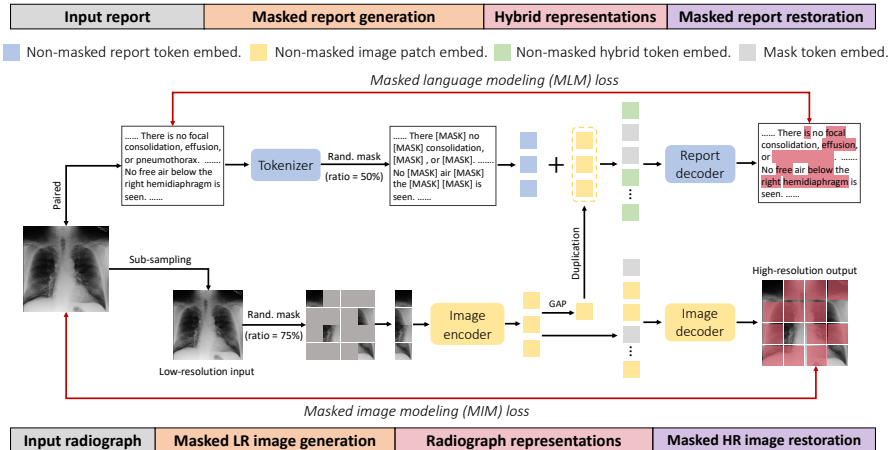 Input report
Masked report generation
Hybrid representations
Masked report restoration
Non-masked report token embed.
Non-masked image patch embed.
Non-masked hybrid token embed.
Mask token embed.
Masked language modeling (MLM) loss
...... There is no focal
consolidation, effusion,
or pneumothorax. .......
No free air below the
right hemidiaphragm is
seen. ......
Tokenizer
Rand. mask
(ratio = 50%)
...... There [MASK] no
[MASK] consolidation,
[MASK] , or [MASK]. .......
No [MASK] air [MASK]
the [MASK] [MASK] is
seen. ......
+
Report
decoder
...... There is no focal
consolidation, effusion,
or
.......
No free air below the
right hemidiaphragm is
seen. ......
Paired
Sub-sampling
Duplication
High-resolution output
Rand. mask
(ratio = 75%)
Image
encoder
GAP
Image
decoder
Low-resolution input
Masked image modeling (MIM) loss
Input radiograph
Masked LR image generation
Radiograph representations
Masked HR image restoration